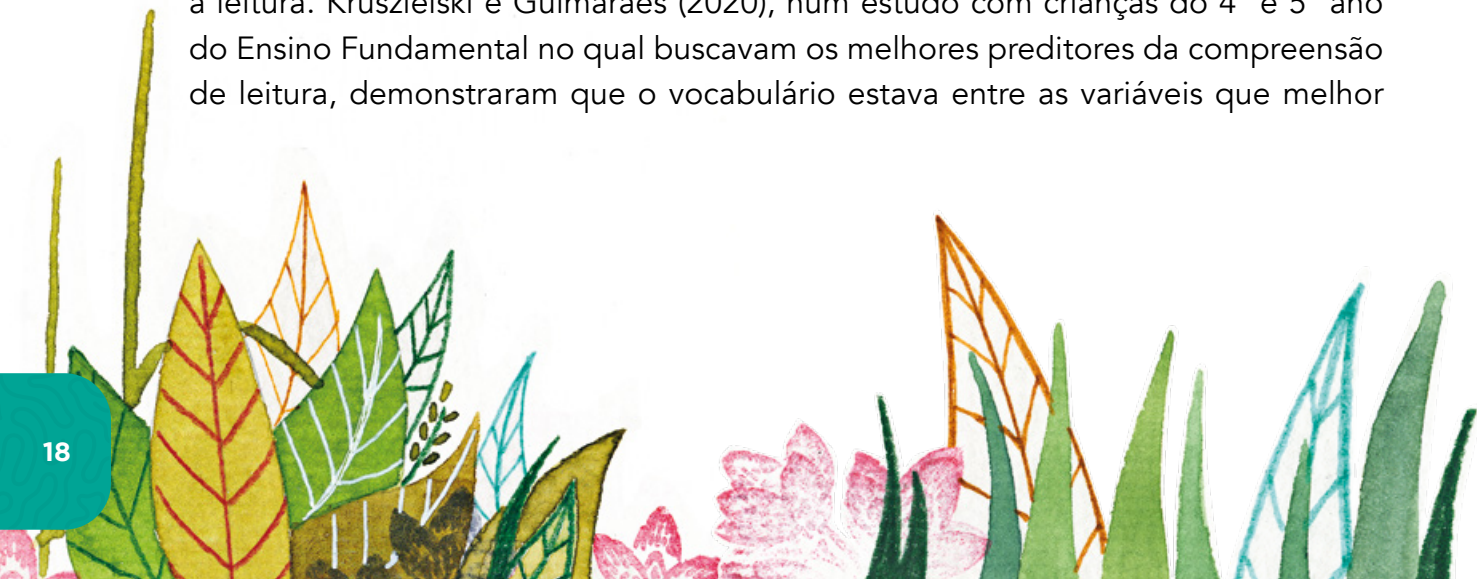 a leitura. Kruszielski e Guimarães (2020), num estudo com crianças do 4º e 5º ano
do Ensino Fundamental no qual buscavam os melhores preditores da compreensão
de leitura, demonstraram que o vocabulário estava entre as variáveis que melhor
18